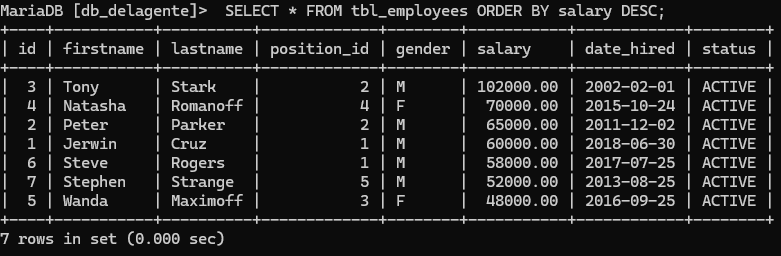 MariaDB [db_delagente]>  SELECT * FROM tbl_employees ORDER BY salary DESC;
+----+-----------+----------+-------------+--------+-----------+------------+--------+
| id | firstname | lastname | position_id | gender | salary    | date_hired | status |
+----+-----------+----------+-------------+--------+-----------+------------+--------+
|  3 | Tony      | Stark    |           2 | M      | 102000.00 | 2002-02-01 | ACTIVE |
|  4 | Natasha   | Romanoff |           4 | F      |  70000.00 | 2015-10-24 | ACTIVE |
|  2 | Peter     | Parker   |           2 | M      |  65000.00 | 2011-12-02 | ACTIVE |
|  1 | Jerwin    | Cruz     |           1 | M      |  60000.00 | 2018-06-30 | ACTIVE |
|  6 | Steve     | Rogers   |           1 | M      |  58000.00 | 2017-07-25 | ACTIVE |
|  7 | Stephen   | Strange  |           5 | M      |  52000.00 | 2013-08-25 | ACTIVE |
|  5 | Wanda     | Maximoff |           3 | F      |  48000.00 | 2016-09-25 | ACTIVE |
+----+-----------+----------+-------------+--------+-----------+------------+--------+
7 rows in set (0.000 sec)